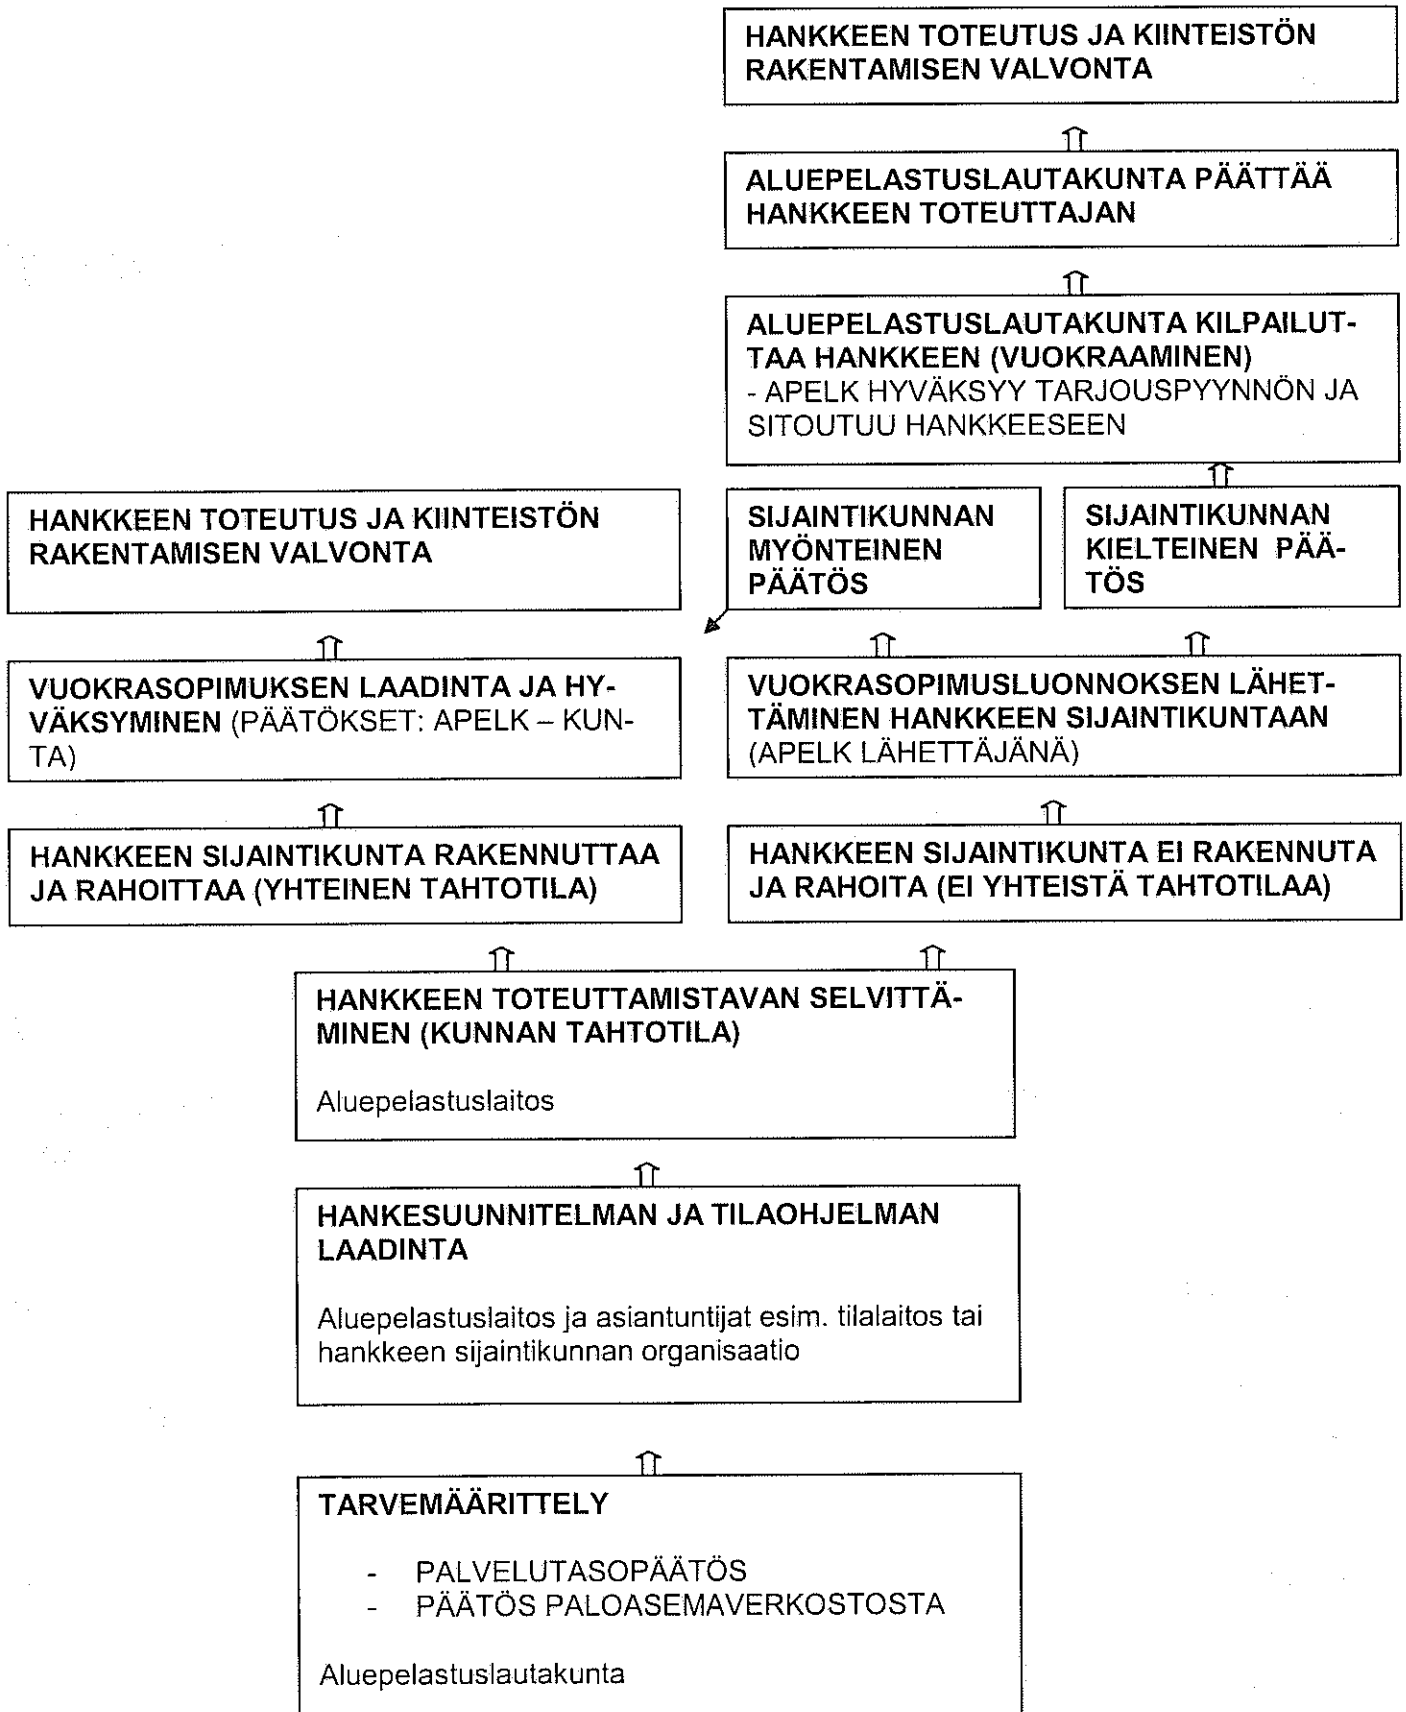 HANKKEEN TOTEUTUS JA KIINTEISTÖN
RAKENTAMISEN VALVONTA
ALUEPELASTUSLAUTAKUNTA PÄÄTTÄÄ
HANKKEEN TOTEUTTAJAN
ALUEPELASTUSLAUTAKUNTA KILPAILUT-
TAA HANKKEEN (VUOKRAAMINEN)
- APELK HYVÄKSYY TARJOUSPYYNNÖN JA
SITOUTUU HANKKEESEEN
HANKKEEN TOTEUTUS JA KIINTEISTÖN
RAKENTAMISEN VALVONTA
SIJAINTIKUNNAN
MYÖNTEINEN
PÄÄTÖS
SIJAINTIKUNNAN
KIELTEINEN PÄÄ-
TÖS
VUOKRASOPIMUKSEN LAADINTA JA HY-
VÄKSYMINEN (PÄÄTÖKSET: APELK – KUN-
TA)
VUOKRASOPIMUSLUONNOKSEN LÄHET-
TÄMINEN HANKKEEN SIJAINTIKUNTAAN
(APELK LÄHETTÄJÄNÄ)
HANKKEEN SIJAINTIKUNTA RAKENNUTTAA
JA RAHOITTAA (YHTEINEN TAHTOTILA)
HANKKEEN SIJAINTIKUNTA EI RAKENNUTA
JA RAHOITA (EI YHTEISTÄ TAHTOTILAA)
HANKKEEN TOTEUTTAMISTAVAN SELVITTÄ-
MINEN (KUNNAN TAHTOTILA)
Aluepelastuslaitos
HANKESUUNNITELMAN JA TILAOHJELMAN
LAADINTA
Aluepelastuslaitos ja asiantuntijat esim. tilalaitos tai
hankkeen sijaintikunnan organisaatio
TARVEMÄÄRITTELY
- PALVELUTASOPÄÄTÖS
- PÄÄTÖS PALOASEMAVERKOSTOSTA
Aluepelastuslautakunta